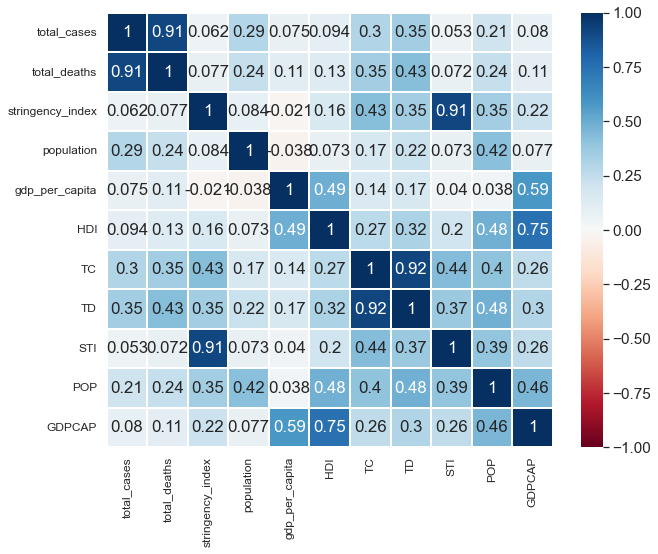 total_cases 1 0.91 0.062 0.29 0.075 0.094 0.3 0.35 0.053 0.21 0.08
total_deaths 0.91 1 0.077 0.24 0.11 0.13 0.35 0.43 0.072 0.24 0.11
stringency_index 0.062 0.077 1 0.084 -0.021 0.16 0.43 0.35 0.91 0.35 0.22
population 0.29 0.24 0.084 1 -0.038 0.073 0.17 0.22 0.073 0.42 0.077
gdp_per_capita 0.075 0.11 -0.021 -0.038 1 0.49 0.14 0.17 0.04 0.038 0.59
HDI 0.094 0.13 0.16 0.073 0.49 1 0.27 0.32 0.2 0.48 0.75
TC 0.3 0.35 0.43 0.17 0.14 0.27 1 0.92 0.44 0.4 0.26
TD 0.35 0.43 0.35 0.22 0.17 0.32 0.92 1 0.37 0.48 0.3
STI 0.053 0.072 0.91 0.073 0.04 0.2 0.44 0.37 1 0.39 0.26
POP 0.21 0.24 0.35 0.42 0.038 0.48 0.4 0.48 0.39 1 0.46
GDPCAP 0.08 0.11 0.22 0.077 0.59 0.75 0.26 0.3 0.26 0.46 1
total_cases
total_deaths
stringency_index
population
gdp_per_capita
HDI
TC
TD
STI
POP
GDPCAP
1.00
0.75
0.50
0.25
0.00
−0.25
−0.50
−0.75
−1.00